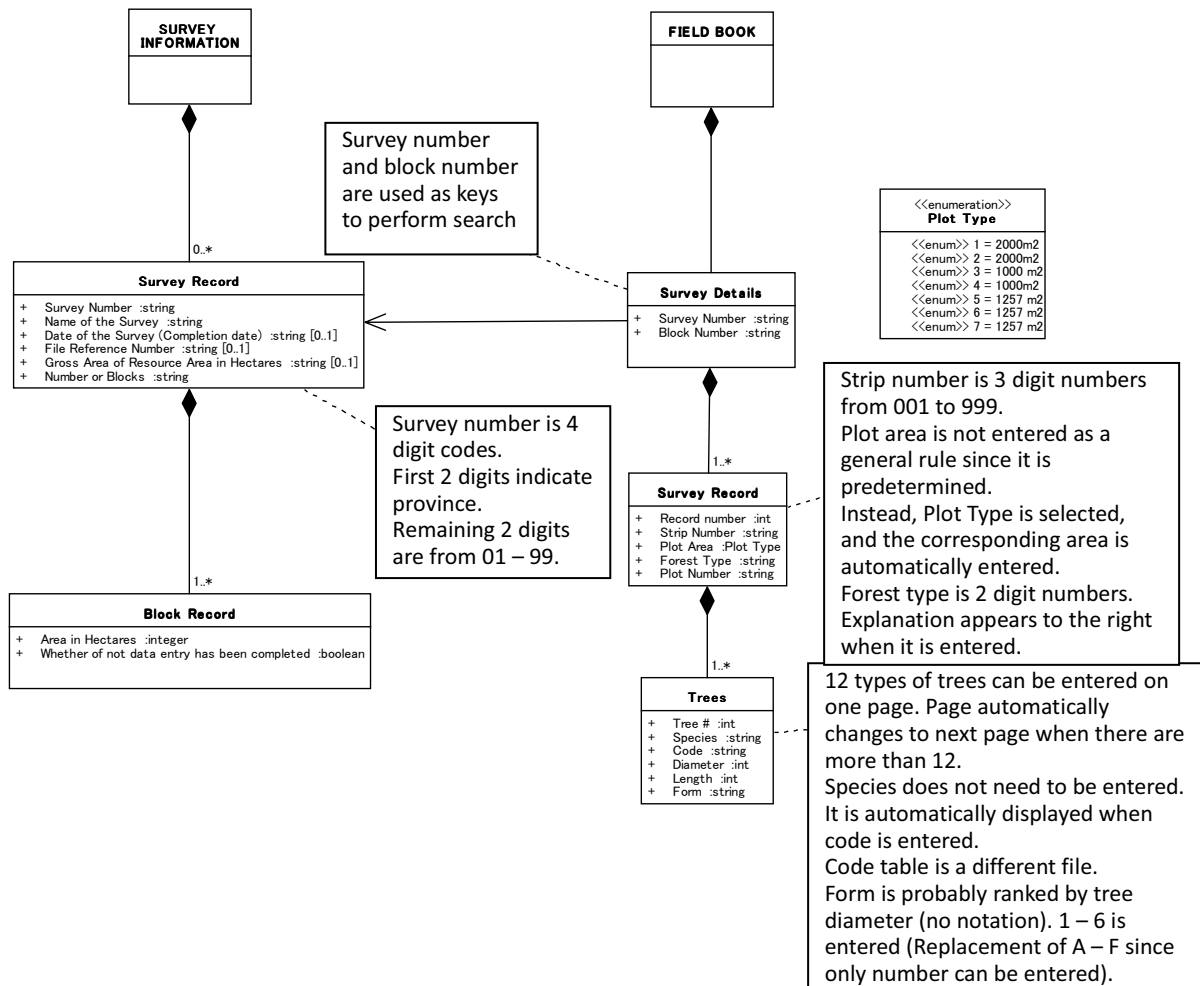 SURVEY
INFORMATION
FIELD BOOK
Survey number
and block number
are used as keys
to perform search
<<enumeration>>
Plot Type
<<enum>> 1 = 2000m2
<<enum>> 2 = 2000m2
<<enum>> 3 = 1000 m2
<<enum>> 4 = 1000m2
<<enum>> 5 = 1257 m2
<<enum>> 6 = 1257 m2
<<enum>> 7 = 1257 m2
0..*
Survey Record
+ Survey Number :string
+ Name of the Survey :string
+ Date of the Survey (Completion date) :string [0..1]
+ File Reference Number :string [0..1]
+ Gross Area of Resource Area in Hectares :string [0..1]
+ Number or Blocks :string
Survey Details
+ Survey Number :string
+ Block Number :string
Survey number is 4
digit codes.
First 2 digits indicate
province.
Remaining 2 digits
are from 01 – 99.
1..*
Survey Record
+ Record number :int
+ Strip Number :string
+ Plot Area :Plot Type
+ Forest Type :string
+ Plot Number :string
Strip number is 3 digit numbers
from 001 to 999.
Plot area is not entered as a
general rule since it is
predetermined.
Instead, Plot Type is selected,
and the corresponding area is
automatically entered.
Forest type is 2 digit numbers.
Explanation appears to the right
when it is entered.
1..*
Block Record
+ Area in Hectares :integer
+ Whether of not data entry has been completed :boolean
1..*
Trees
+ Tree # :int
+ Species :string
+ Code :string
+ Diameter :int
+ Length :int
+ Form :string
12 types of trees can be entered on
one page. Page automatically
changes to next page when there are
more than 12.
Species does not need to be entered.
It is automatically displayed when
code is entered.
Code table is a different file.
Form is probably ranked by tree
diameter (no notation). 1 – 6 is
entered (Replacement of A – F since
only number can be entered).